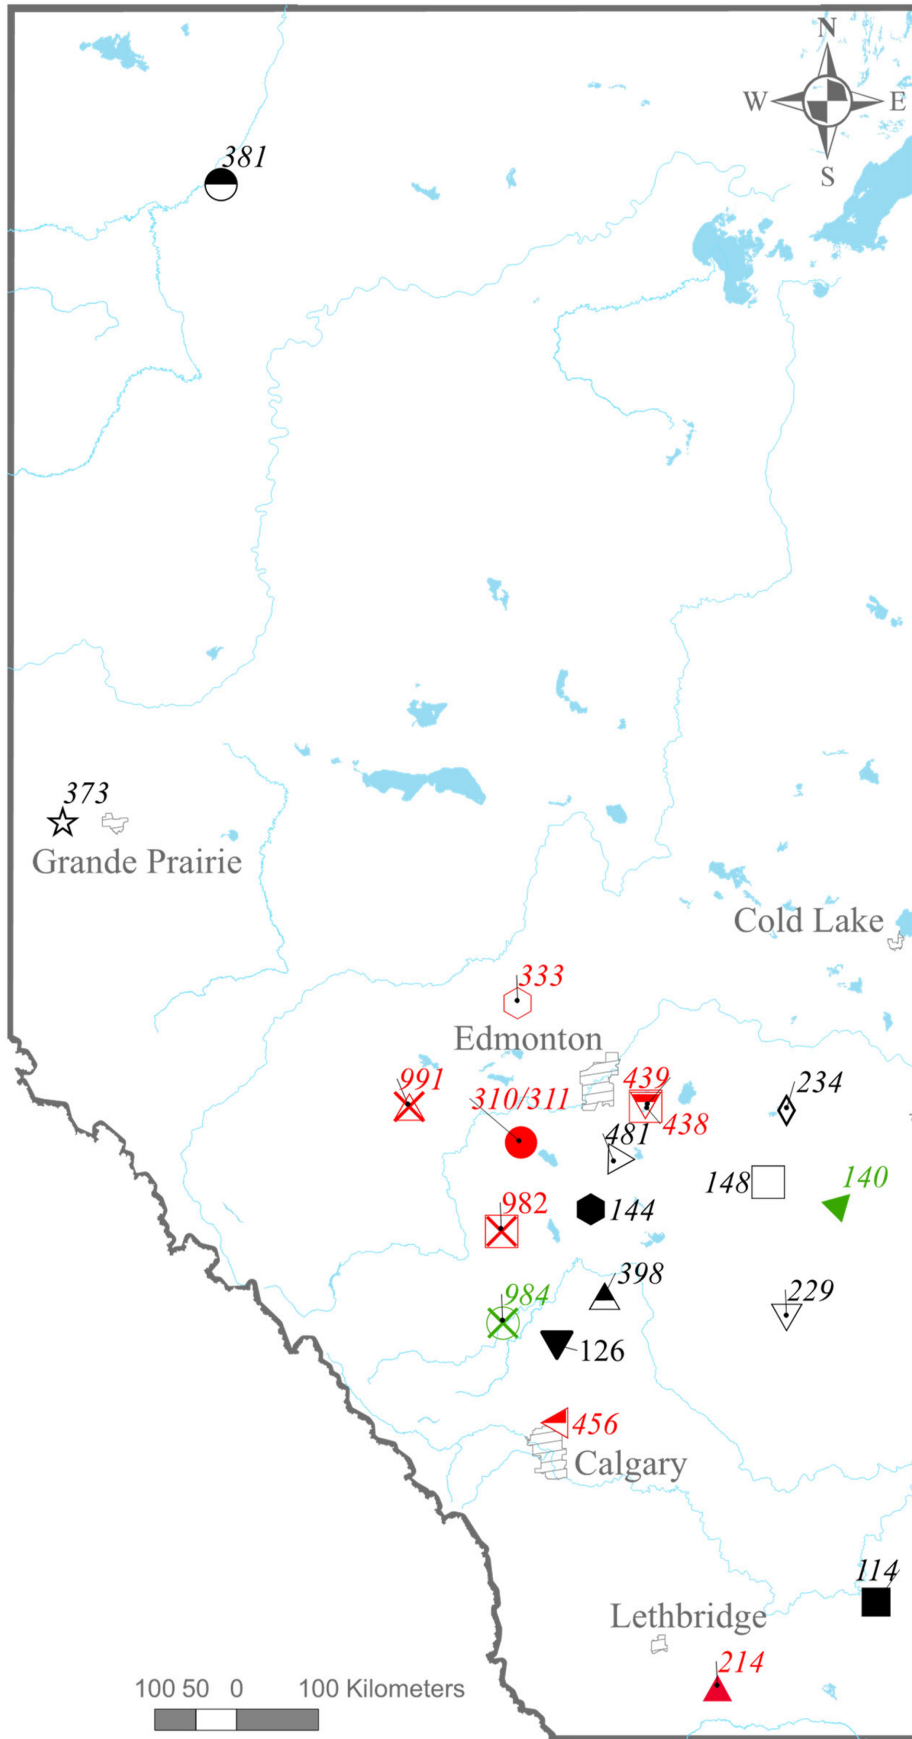 N
W E
S
381
373
Grande Prairie
Cold Lake
333
Edmonton
991
310/311
439
438
234
481
148
140
982
144
398
984
229
126
456
Calgary
114
Lethbridge
214
100 50 0 100 Kilometers